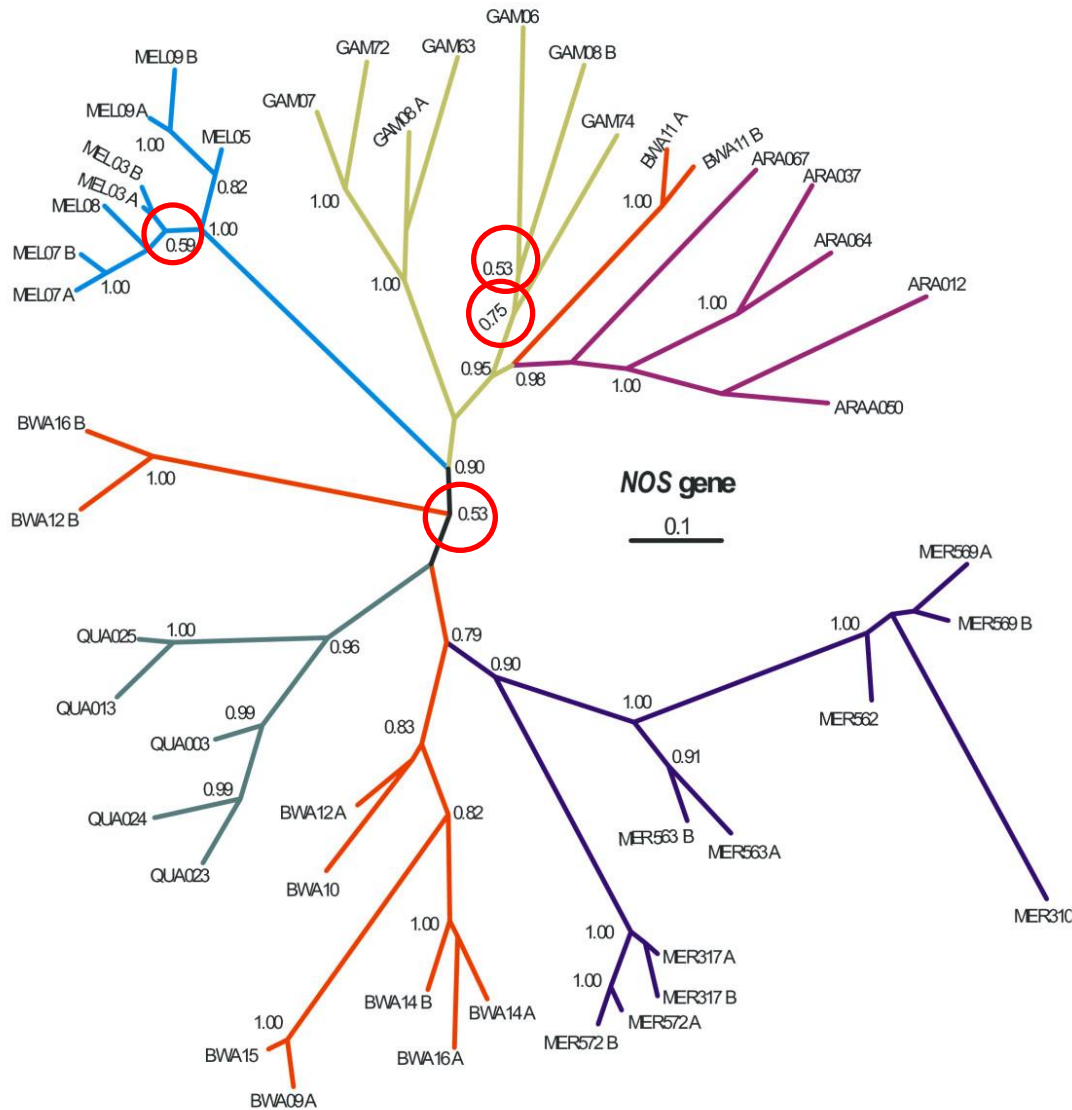 GAM06
MEL09 B
GAM72
GAM63
GAM08 B
GAM07
MEL09 A
GAM08 A
GAM74
BWA11 A
BWA11 B
MEL05
1.00
MEL03 B
MEL03 A
0.82
ARA067
ARA037
MEL08
1.00
1.00
1.00
0.59
ARA064
MEL07 B
0.53
MEL07 A
1.00
1.00
ARA012
0.75
1.00
0.95
0.98
1.00
ARAA050
BWA16 B
0.90
1.00
NOS gene
BWA12 B
0.53
0.1
MER569 A
MER569 B
QUA025
1.00
0.96
0.79
1.00
0.90
QUA013
MER562
1.00
0.99
QUA003
0.83
0.91
0.99
QUA024
BWA12 A
0.82
MER563 B
MER563 A
QUA023
BWA10
MER310
1.00
1.00
MER317 A
1.00
BWA14 B
BWA14 A
MER317 B
MER572 A
1.00
MER572 B
BWA15
BWA16 A
BWA09 A